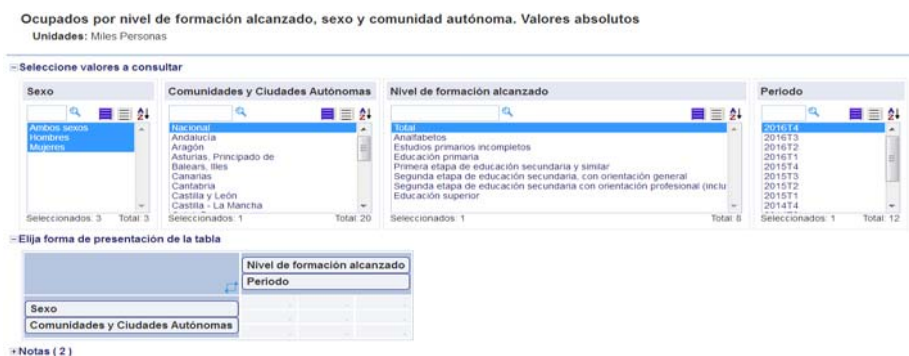 Ocupados por nivel de formación alcanzado, sexo y comunidad autónoma. Valores absolutos
Unidades: Miles Personas
Seleccione valores a consultar
Sexo
Ambos sexos
Hombres
Mujeres
Seleccionados: 3 Total: 3
Comunidades y Ciudades Autónomas
Nacional
Andalucía
Aragón
Asturias, Principado de
Balears, Illes
Canarias
Cantabria
Castilla y León
Castilla - La Mancha
Seleccionados: 1 Total: 20
Nivel de formación alcanzado
Total
Analfabetos
Estudios primarios incompletos
Educación primaria
Primera etapa de educación secundaria y similar
Segunda etapa de educación secundaria, con orientación general
Segunda etapa de educación secundaria con orientación profesional (inclu
Educación superior
Seleccionados: 1 Total: 8
Periodo
2016T4
2016T3
2016T2
2016T1
2015T4
2015T3
2015T2
2015T1
2014T4
Seleccionados: 1 Total: 12
Elija forma de presentación de la tabla
Nivel de formación alcanzado
Periodo
Sexo
Comunidades y Ciudades Autónomas
Notas ( 2 )